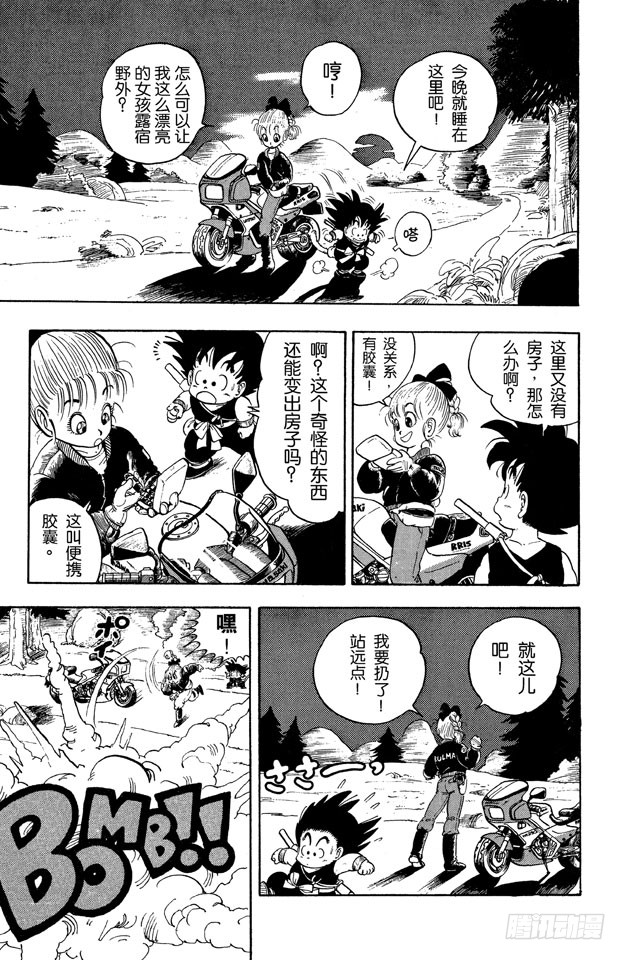 今晚就睡在
这里吧！
哼！
怎么可以让
我这么漂亮
的女孩露宿
野外？
嗒
RR15
这里又没有
房子，那怎
么办啊？
没关系，
有胶囊！
RR15
啊？这个奇怪的东西
还能变出房子吗？
这叫便携
胶囊。
就这儿
吧！
我要扔了！
站远点！
BULMA
ささーっ
嘿！
ポイ
BOMB!!
腾讯动漫